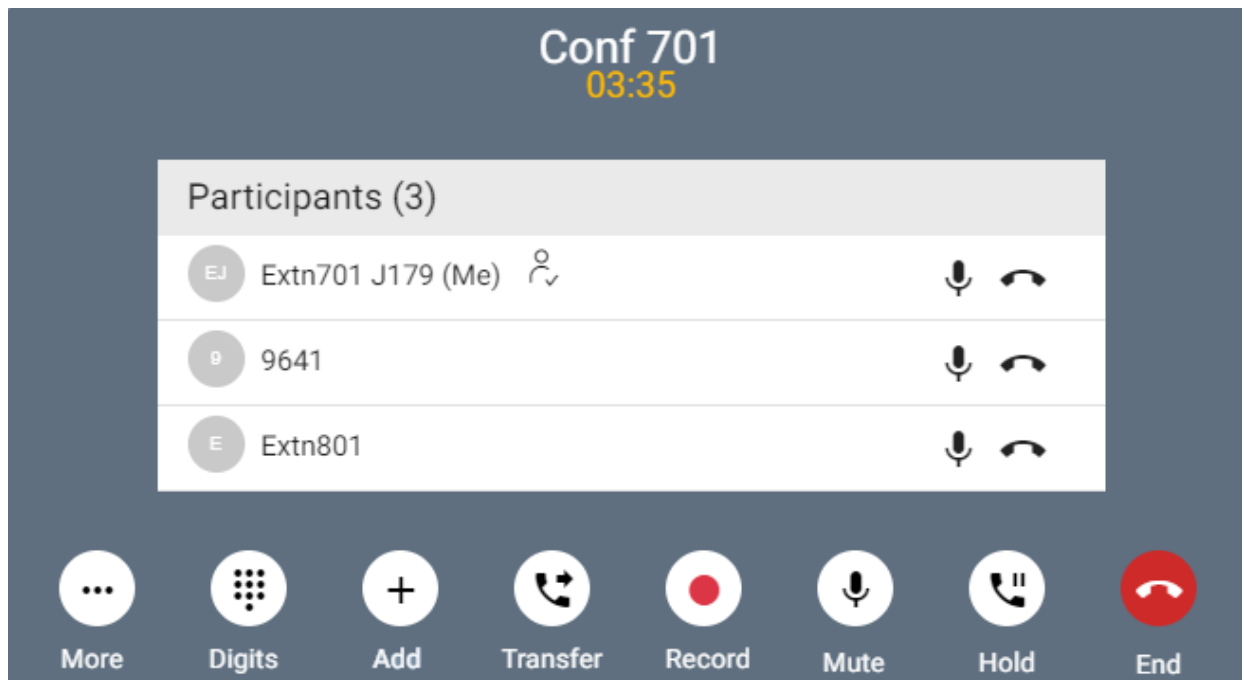 Conf 701
03:35
Participants (3)
EJ Extn701 J179 (Me)
9 9641
E Extn801
More Digits Add Transfer Record Mute Hold End